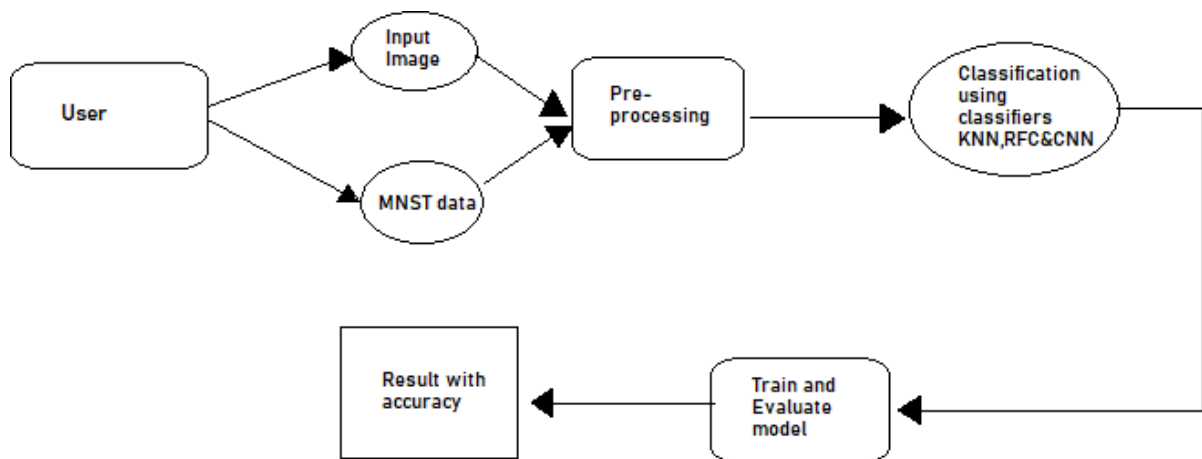 Input
Image
User
Pre-
processing
Classification
using
classifiers
KNN,RFC&CNN
MNST data
Result with
accuracy
Train and
Evaluate
model